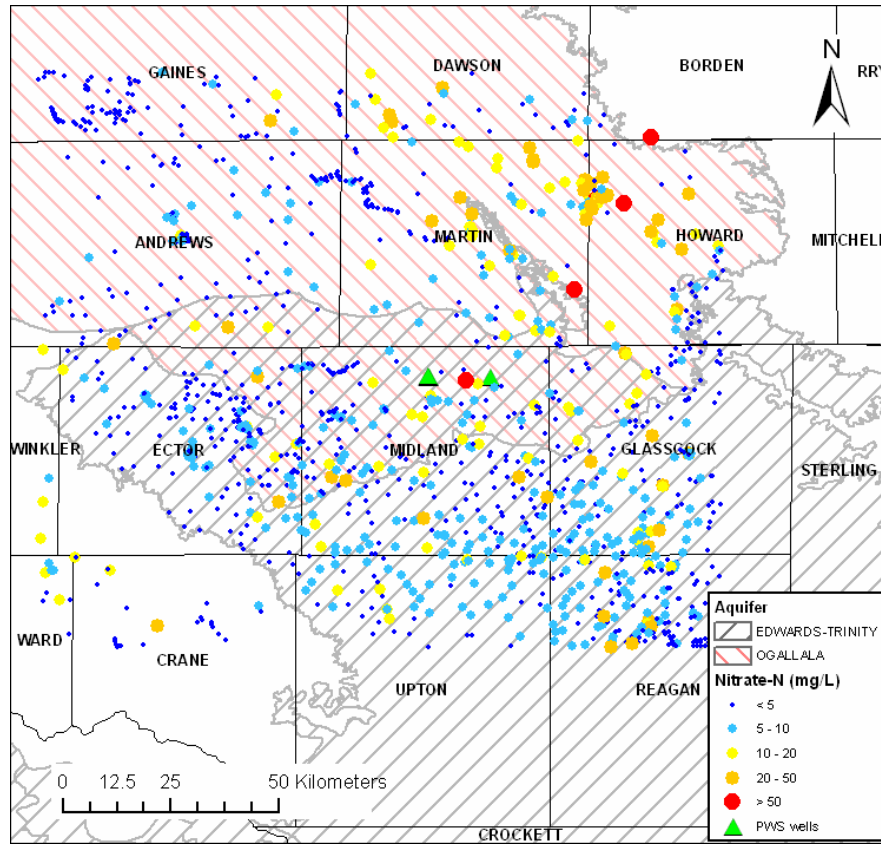 GAINES
DAWSON
BORDEN
N
RRY
ANDREWS
MARTIN
HOWARD
MITCHELL
WINKLER
ECTOR
MIDLAND
GLASSCOCK
STERLING
WARD
CRANE
UPTON
REAGAN
CROCKETT
0 12.5 25 50 Kilometers
Aquifer
EDWARDS-TRINITY
OGALLALA
Nitrate-N (mg/L)
< 5
5 - 10
10 - 20
20 - 50
> 50
PWS wells